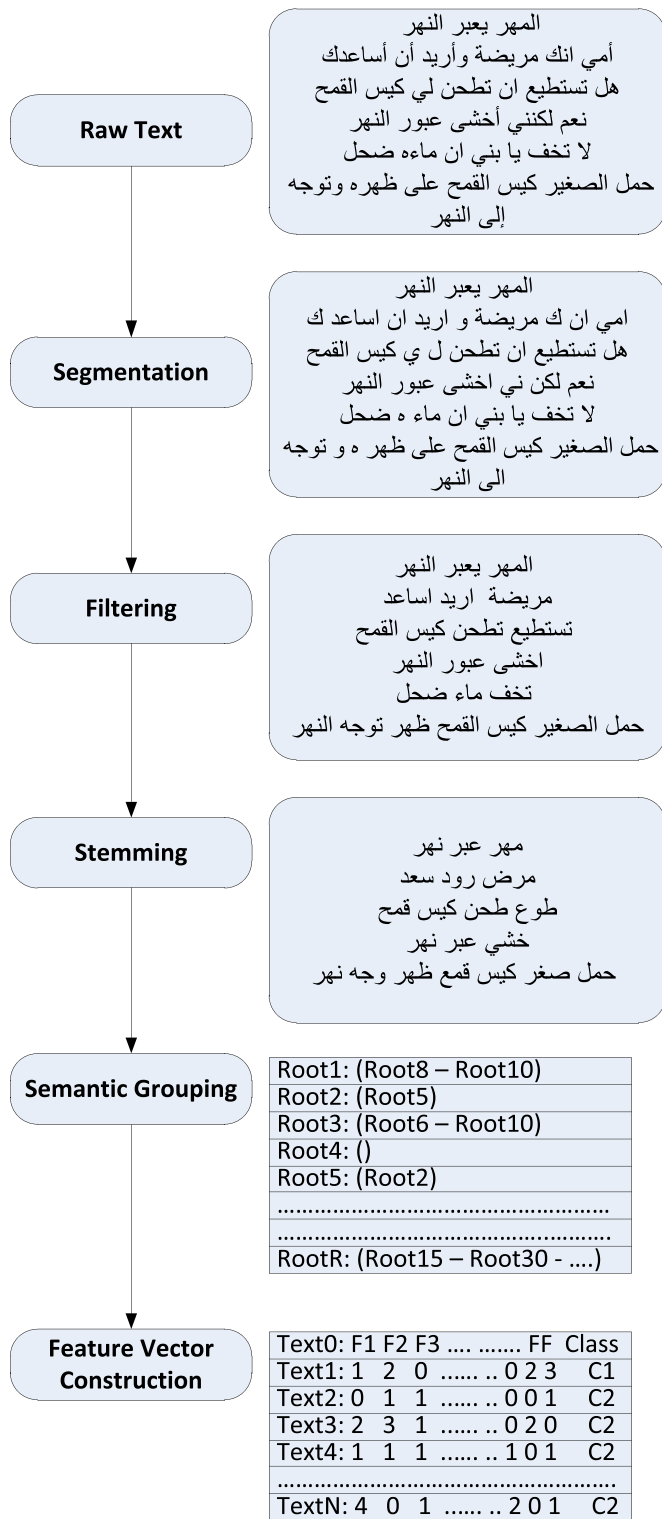 Raw Text
المهر يعبر النهر
أمي انك مريضة وأريد أن أساعدك
هل تستطيع ان تطحن لي كيس القمح
نعم لكنني أخشى عبور النهر
لا تخف يا بني ان ماءه ضحل
حمل الصغير كيس القمح على ظهره وتوجه
إلى النهر
Segmentation
المهر يعبر النهر
امي ان ك مريضة و اريد ان اساعد ك
هل تستطيع ان تطحن ل ي كيس القمح
نعم لكن ني اخشى عبور النهر
لا تخف يا بني ان ماء ه ضحل
حمل الصغير كيس القمح على ظهر ه و توجه
الى النهر
Filtering
المهر يعبر النهر
مريضة اريد اساعد
تستطيع تطحن كيس القمح
اخشى عبور النهر
تخف ماء ضحل
حمل الصغير كيس القمح ظهر توجه النهر
Stemming
مهر عبر نهر
مرض رود سعد
طوع طحن كيس قمح
خشي عبر نهر
حمل صغر كيس قمع ظهر وجه نهر
Semantic Grouping
Root1: (Root8 – Root10)
Root2: (Root5)
Root3: (Root6 – Root10)
Root4: ()
Root5: (Root2)
………………………………………………
………………………………………………
RootR: (Root15 – Root30 - ….)
Feature Vector
Construction
Text0: F1 F2 F3 …. ……. FF Class
Text1: 1 2 0 …... .. 0 2 3 C1
Text2: 0 1 1 …... .. 0 0 1 C2
Text3: 2 3 1 …... .. 0 2 0 C2
Text4: 1 1 1 …... .. 1 0 1 C2
………………………………………………
TextN: 4 0 1 …... .. 2 0 1 C2